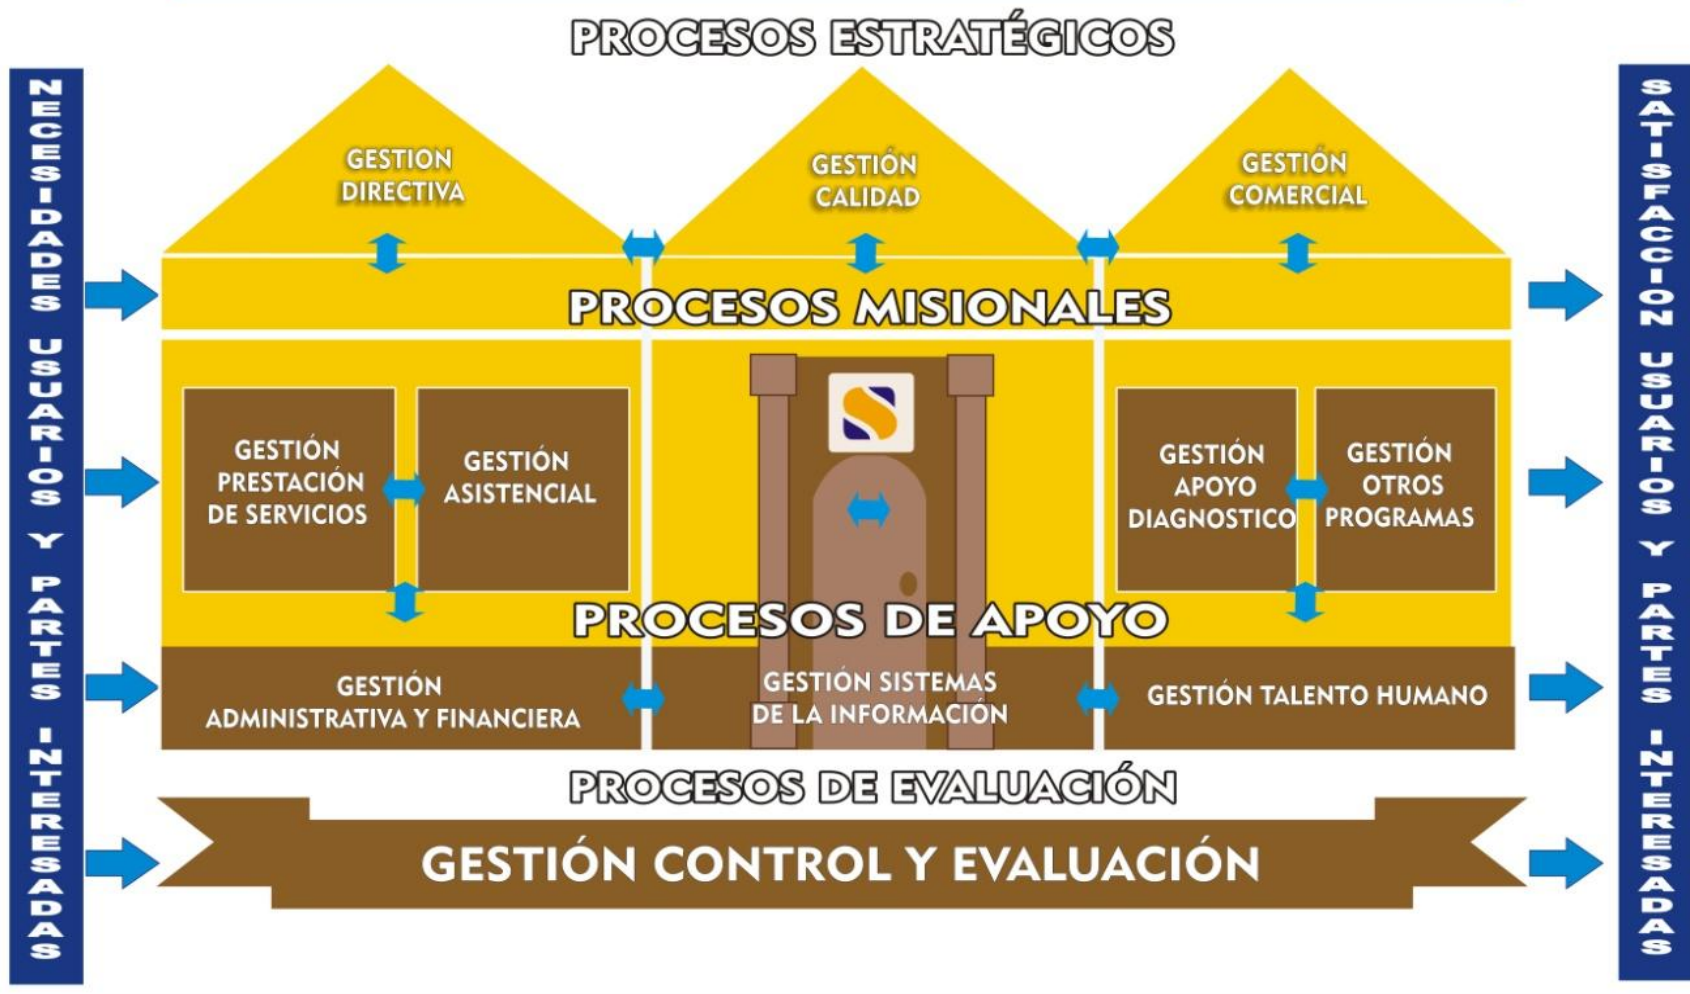 PROCESOS ESTRATÉGICOS
NECESIDADES USUARIOS Y PARTES INTERESADAS
GESTION
DIRECTIVA
GESTIÓN
CALIDAD
GESTIÓN
COMERCIAL
PROCESOS MISIONALES
GESTIÓN
PRESTACIÓN
DE SERVICIOS
GESTIÓN
ASISTENCIAL
GESTIÓN
APOYO
DIAGNOSTICO
GESTIÓN
OTROS
PROGRAMAS
PROCESOS DE APOYO
GESTIÓN
ADMINISTRATIVA Y FINANCIERA
GESTIÓN SISTEMAS
DE LA INFORMACIÓN
GESTIÓN TALENTO HUMANO
PROCESOS DE EVALUACIÓN
GESTIÓN CONTROL Y EVALUACIÓN
SATISFACCION USUARIOS Y PARTES INTERESADAS